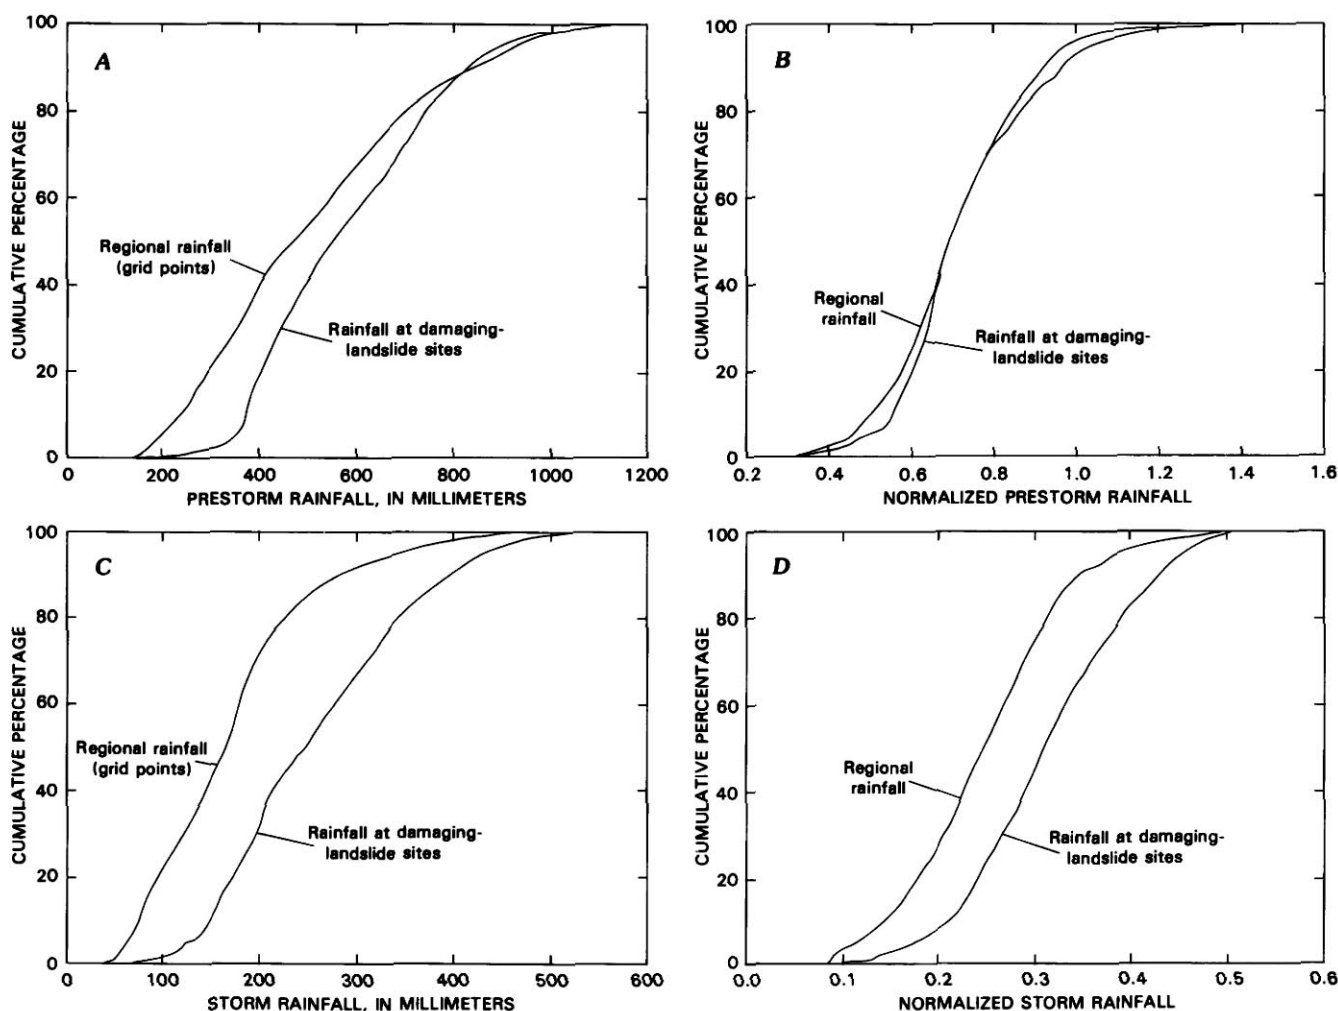 A
CUMULATIVE PERCENTAGE
100
80
60
40
20
0
Regional rainfall
(grid points)
Rainfall at damaging-
landslide sites
0 200 400 600 800 1000 1200
PRESTORM RAINFALL, IN MILLIMETERS
B
CUMULATIVE PERCENTAGE
100
80
60
40
20
0
Regional
rainfall
Rainfall at damaging-
landslide sites
0.2 0.4 0.6 0.8 1.0 1.2 1.4 1.6
NORMALIZED PRESTORM RAINFALL
C
CUMULATIVE PERCENTAGE
100
80
60
40
20
0
Regional rainfall
(grid points)
Rainfall at damaging-
landslide sites
0 100 200 300 400 500 600
STORM RAINFALL, IN MILLIMETERS
D
CUMULATIVE PERCENTAGE
100
80
60
40
20
0
Regional
rainfall
Rainfall at damaging-
landslide sites
0.0 0.1 0.2 0.3 0.4 0.5 0.6
NORMALIZED STORM RAINFALL